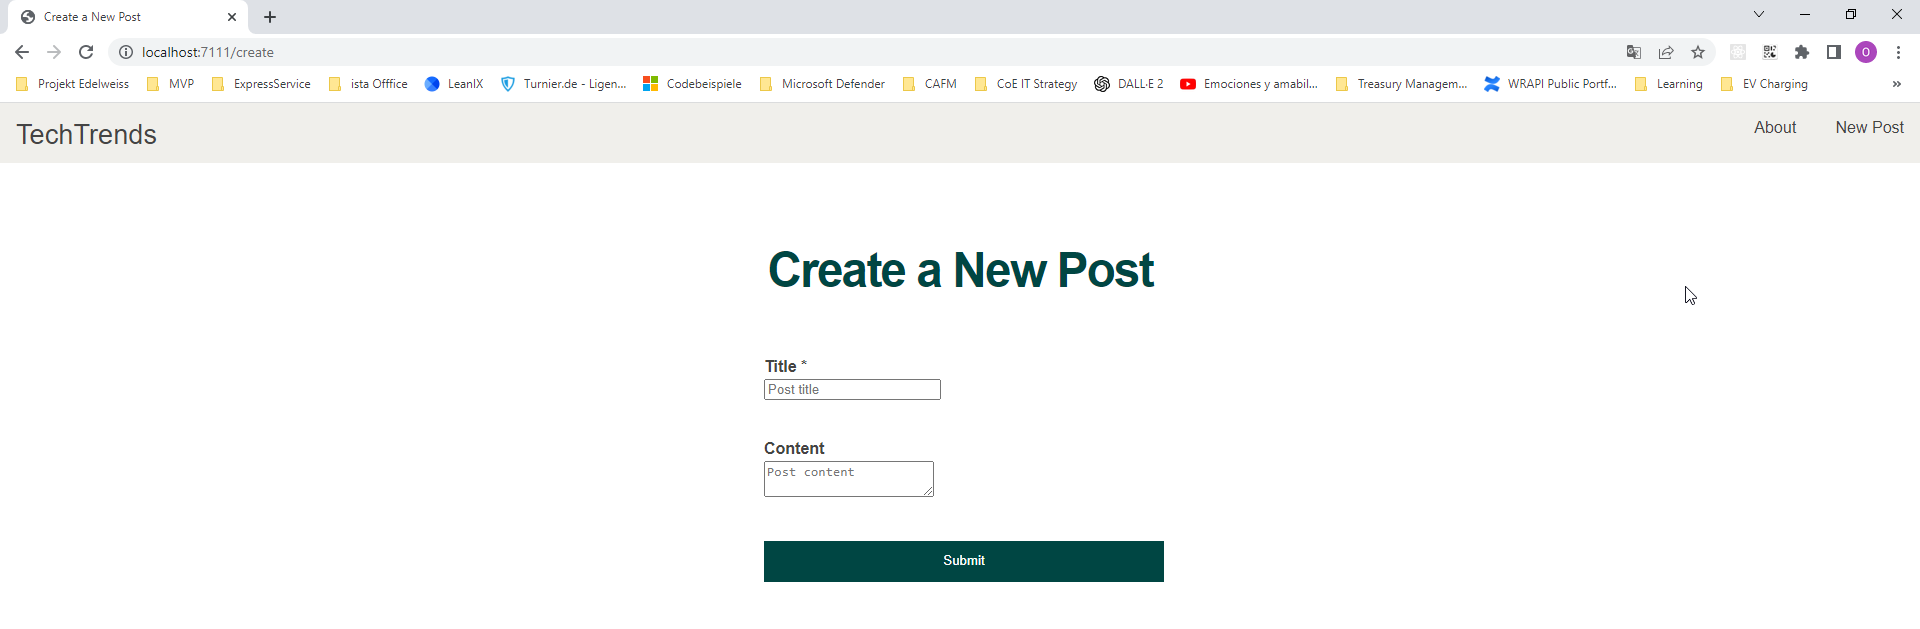 Create a New Post
localhost:7111/create
O
Projekt Edelweiss MVP ExpressService ista Offfice LeanIX Turnier.de - Ligen... Codebeispiele Microsoft Defender CAFM CoE IT Strategy DALL·E 2 Emociones y amabil... Treasury Managem... WRAPI Public Portf... Learning EV Charging »
TechTrends About New Post
Create a New Post
Title *
Post title
Content
Post content
Submit